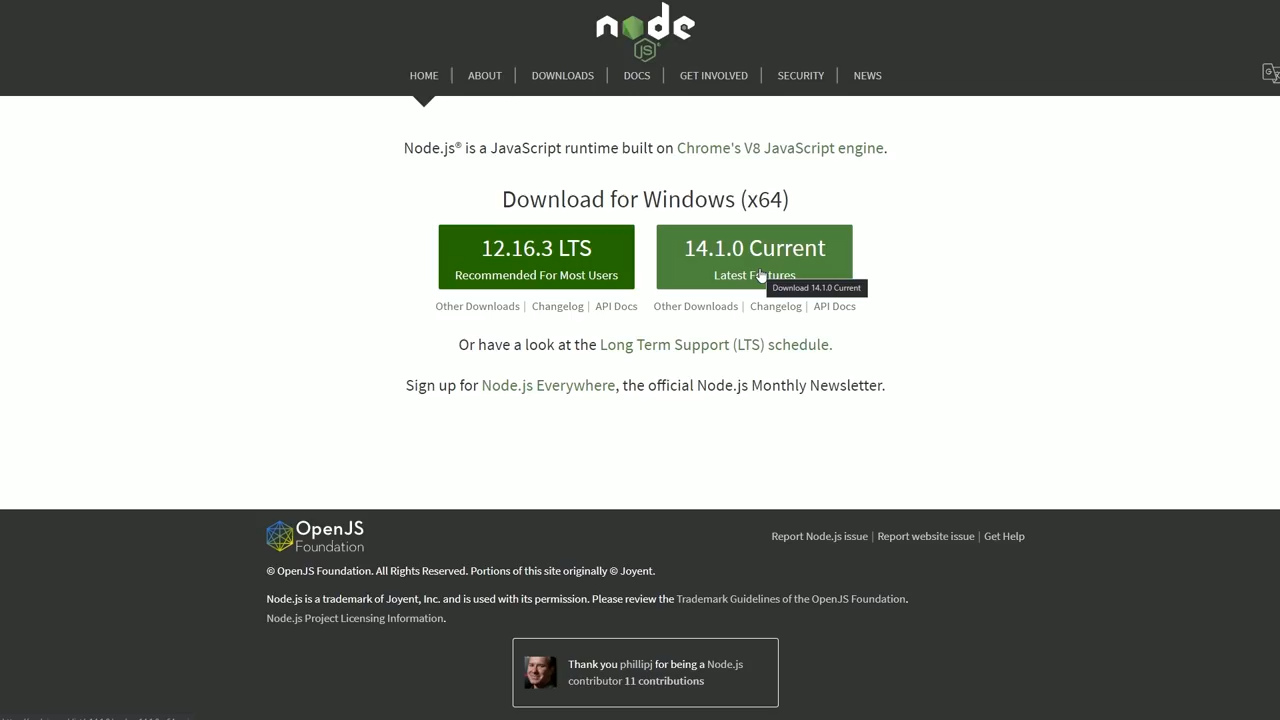 node
JS
HOME | ABOUT | DOWNLOADS | DOCS | GET INVOLVED | SECURITY | NEWS
Node.js® is a JavaScript runtime built on Chrome's V8 JavaScript engine.
Download for Windows (x64)
12.16.3 LTS
Recommended For Most Users
14.1.0 Current
Latest Features
Download 14.1.0 Current
Other Downloads | Changelog | API Docs
Other Downloads | Changelog | API Docs
Or have a look at the Long Term Support (LTS) schedule.
Sign up for Node.js Everywhere, the official Node.js Monthly Newsletter.
OpenJS
Foundation
Report Node.js issue | Report website issue | Get Help
© OpenJS Foundation. All Rights Reserved. Portions of this site originally © Joyent.
Node.js is a trademark of Joyent, Inc. and is used with its permission. Please review the Trademark Guidelines of the OpenJS Foundation.
Node.js Project Licensing Information.
Thank you phillipj for being a Node.js
contributor 11 contributions